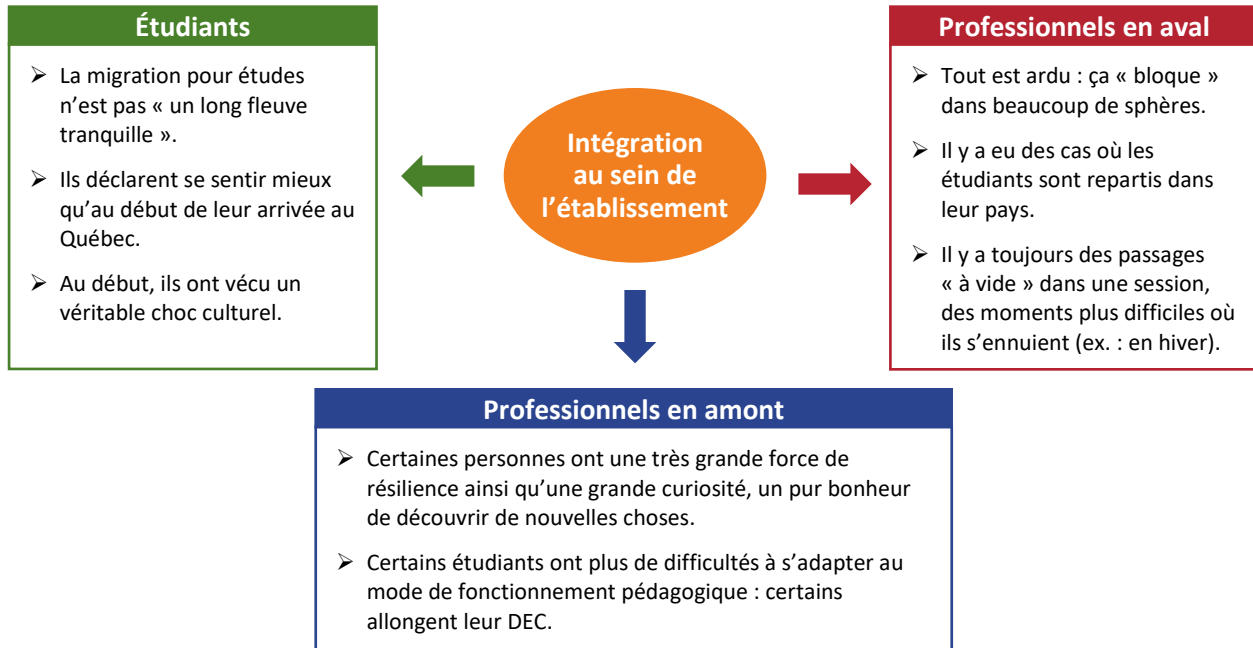 Étudiants
➢ La migration pour études
n’est pas « un long fleuve
tranquille ».
➢ Ils déclarent se sentir mieux
qu’au début de leur arrivée au
Québec.
➢ Au début, ils ont vécu un
véritable choc culturel.
Intégration
au sein de
l’établissement
Professionnels en aval
➢ Tout est ardu : ça « bloque »
dans beaucoup de sphères.
➢ Il y a eu des cas où les
étudiants sont repartis dans
leur pays.
➢ Il y a toujours des passages
« à vide » dans une session,
des moments plus difficiles où
ils s’ennuient (ex. : en hiver).
Professionnels en amont
➢ Certaines personnes ont une très grande force de
résilience ainsi qu’une grande curiosité, un pur bonheur
de découvrir de nouvelles choses.
➢ Certains étudiants ont plus de difficultés à s’adapter au
mode de fonctionnement pédagogique : certains
allongent leur DEC.